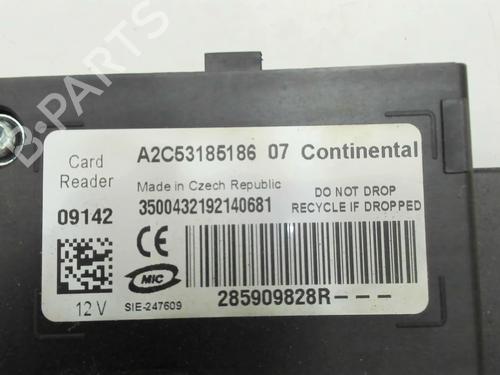 B-PARTS
A2C53185186 07 Continental
Card
Reader
Made in Czech Republic
3500432192140681
DO NOT DROP
RECYCLE IF DROPPED
09142
CE
MIC
12 V
SIE-247609
285909828R---